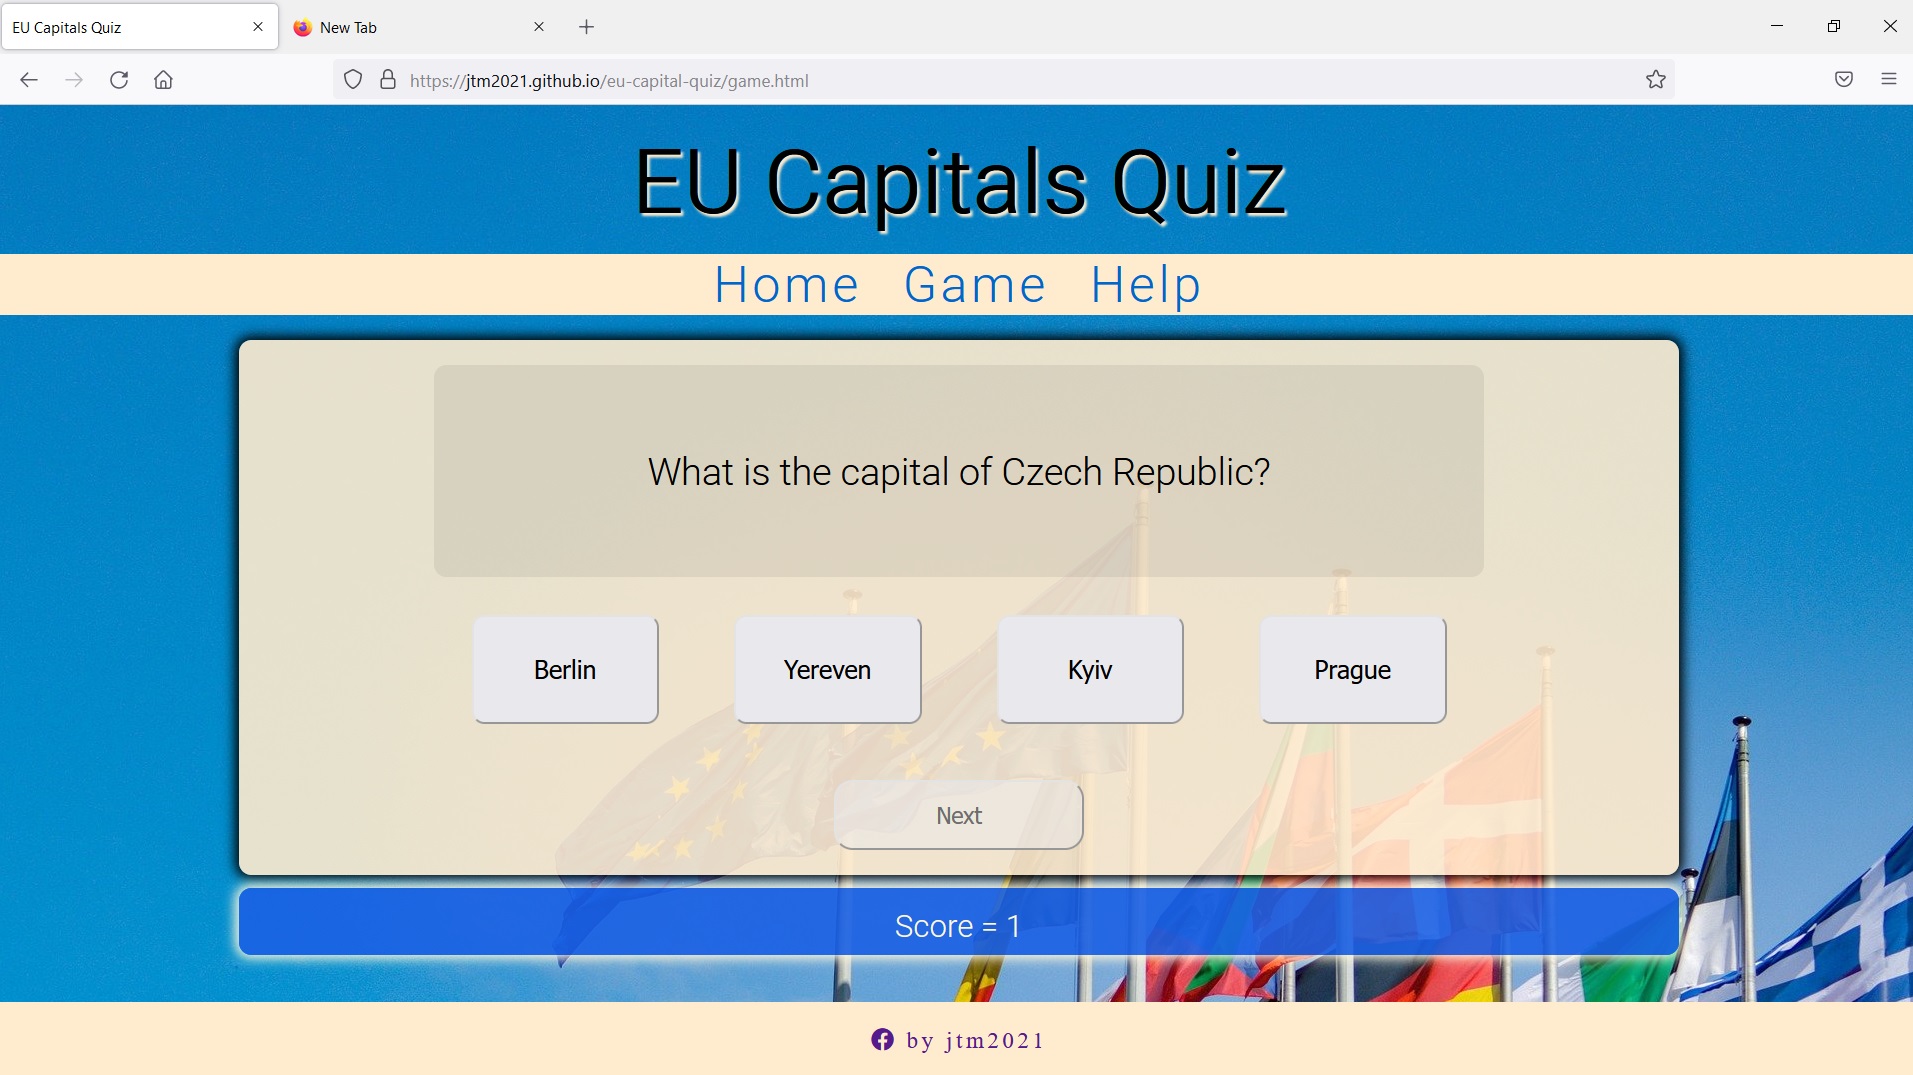 EU Capitals Quiz
New Tab
https://jtm2021.github.io/eu-capital-quiz/game.html
EU Capitals Quiz
Home Game Help
What is the capital of Czech Republic?
Berlin Yereven Kyiv Prague
Next
Score = 1
by jtm2021